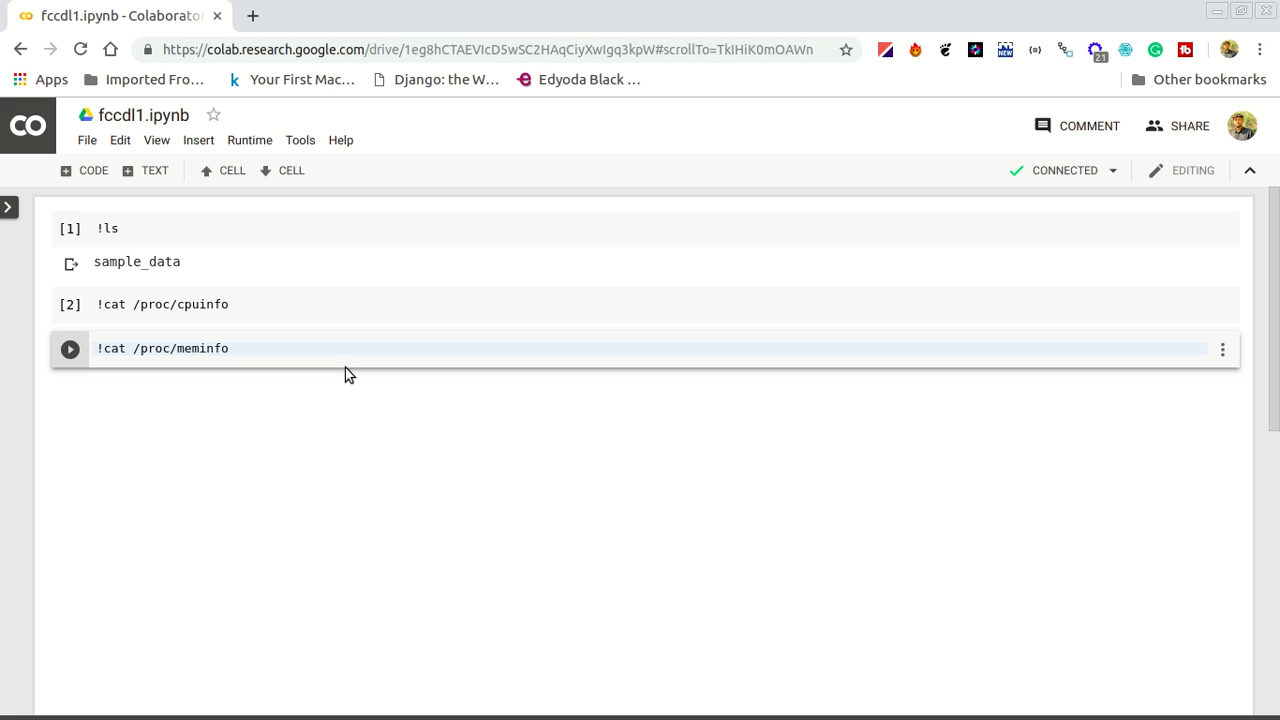 fccdl1.ipynb - Colaborator
https://colab.research.google.com/drive/1eg8hCTAEVIcD5wSC2HAqCiyXwIgq3kpW#scrollTo=TkIHiK0mOAWn
NEW
21
Apps Imported Fro... Your First Mac... Django: the W... Edyoda Black ... Other bookmarks
CO
fccdl1.ipynb
File Edit View Insert Runtime Tools Help
COMMENT SHARE
CODE TEXT CELL CELL CONNECTED EDITING
[1] !ls
sample_data
[2] !cat /proc/cpuinfo
!cat /proc/meminfo